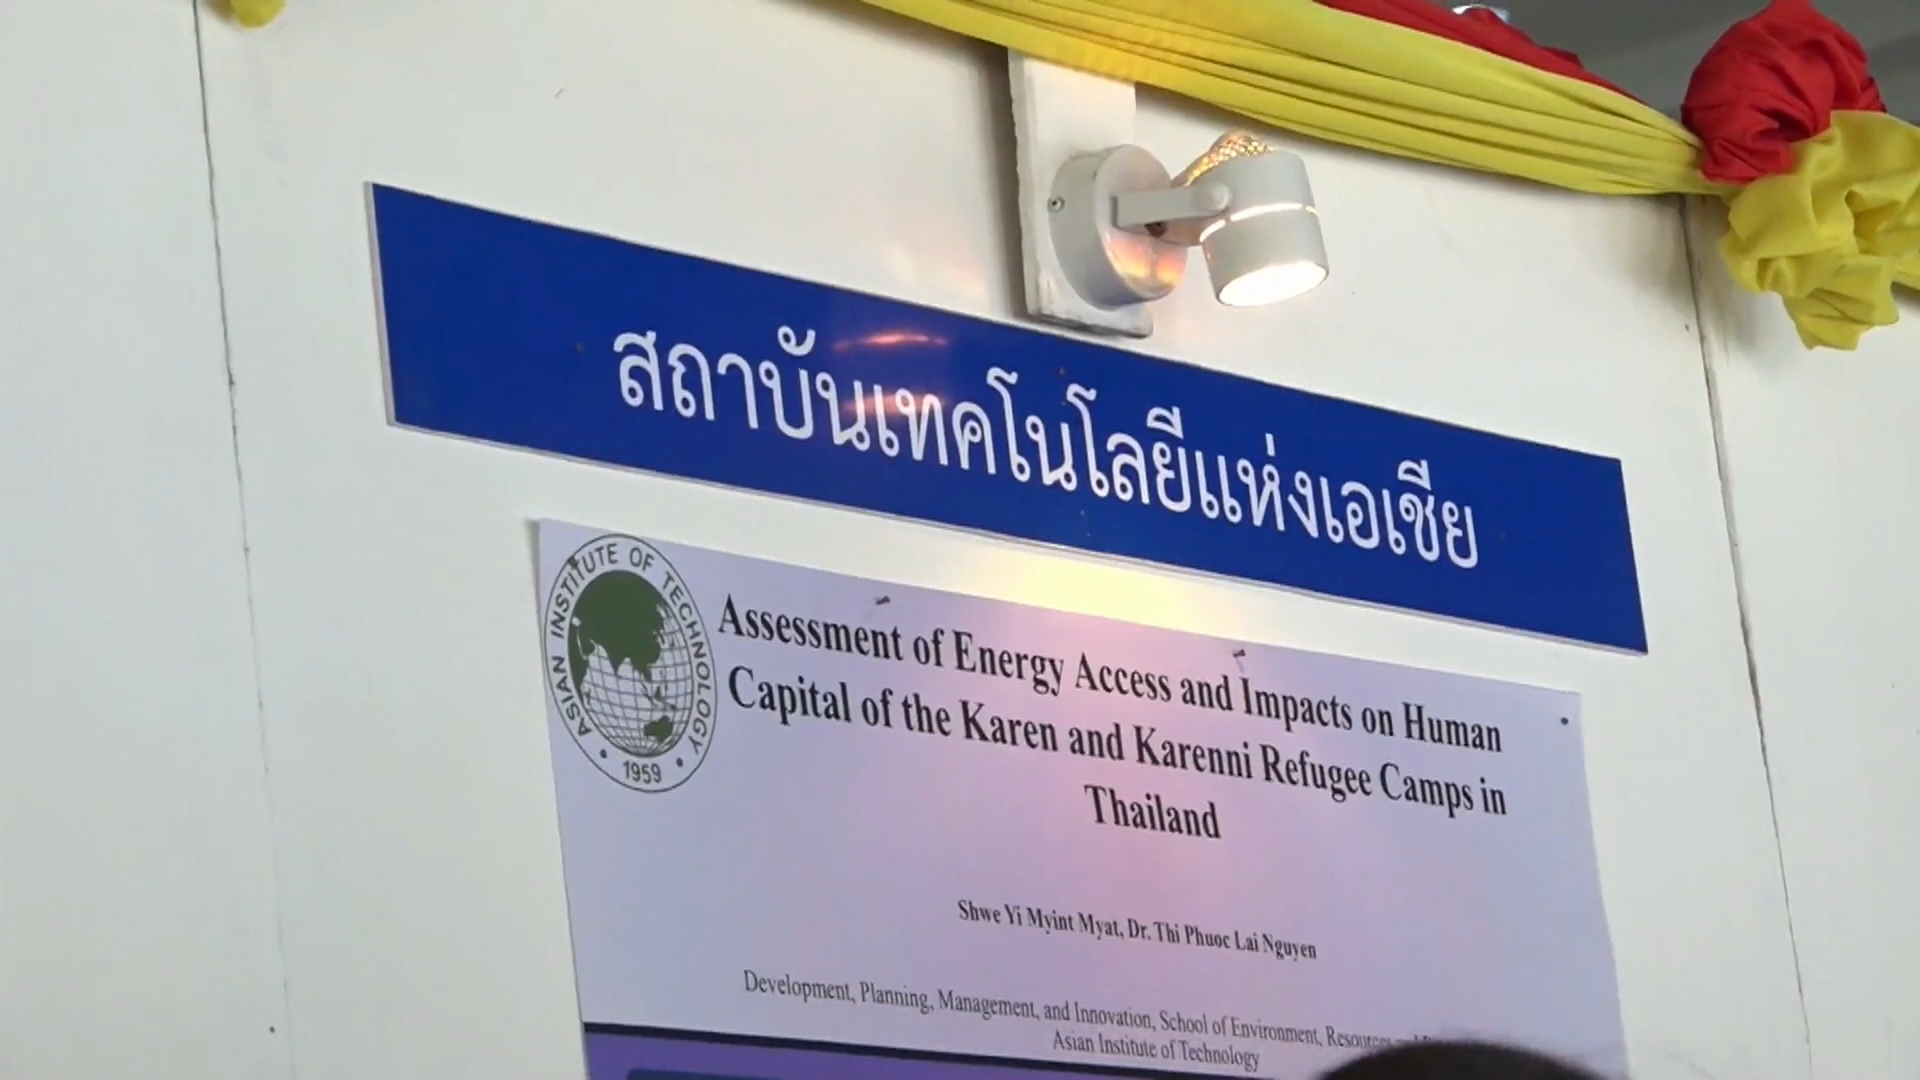 สถาบันเทคโนโลยีแห่งเอเชีย
ASIAN INSTITUTE OF TECHNOLOGY
1959
Assessment of Energy Access and Impacts on Human
Capital of the Karen and Karenni Refugee Camps in
Thailand
Shwe Yi Myint Myat, Dr. Thi Phuoc Lai Nguyen
Development, Planning, Management, and Innovation, School of Environment,
Asian Institute of Technology